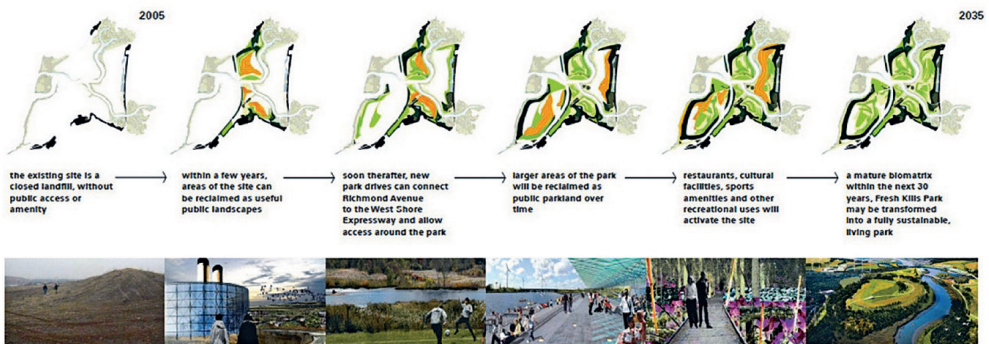 2005
2035
the existing site is a
closed landfill, without
public access or
amenity
within a few years,
areas of the site can
be reclaimed as useful
public landscapes
soon therafter, new
park drives can connect
Richmond Avenue
to the West Shore
Expressway and allow
access around the park
larger areas of the park
will be reclaimed as
public parkland over
time
restaurants, cultural
facilities, sports
amenities and other
recreational uses will
activate the site
a mature biomatrix
within the next 30
years, Fresh Kills Park
may be transformed
into a fully sustainable,
living park